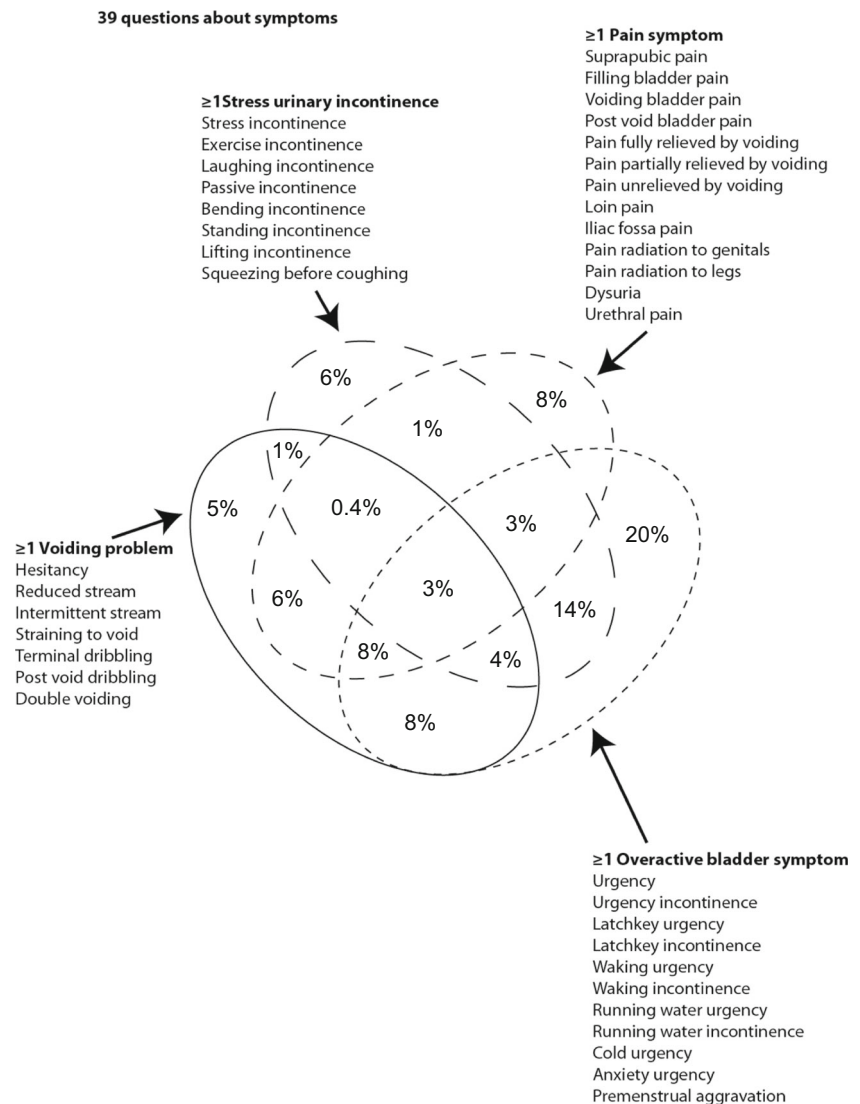 39 questions about symptoms
≥1 Pain symptom
Suprapubic pain
Filling bladder pain
Voiding bladder pain
Post void bladder pain
Pain fully relieved by voiding
Pain partially relieved by voiding
Pain unrelieved by voiding
Loin pain
Iliac fossa pain
Pain radiation to genitals
Pain radiation to legs
Dysuria
Urethral pain
≥1Stress urinary incontinence
Stress incontinence
Exercise incontinence
Laughing incontinence
Passive incontinence
Bending incontinence
Standing incontinence
Lifting incontinence
Squeezing before coughing
6%
8%
1%
1%
5%
0.4%
3%
20%
6%
3%
14%
8%
4%
8%
≥1 Voiding problem
Hesitancy
Reduced stream
Intermittent stream
Straining to void
Terminal dribbling
Post void dribbling
Double voiding
≥1 Overactive bladder symptom
Urgency
Urgency incontinence
Latchkey urgency
Latchkey incontinence
Waking urgency
Waking incontinence
Running water urgency
Running water incontinence
Cold urgency
Anxiety urgency
Premenstrual aggravation